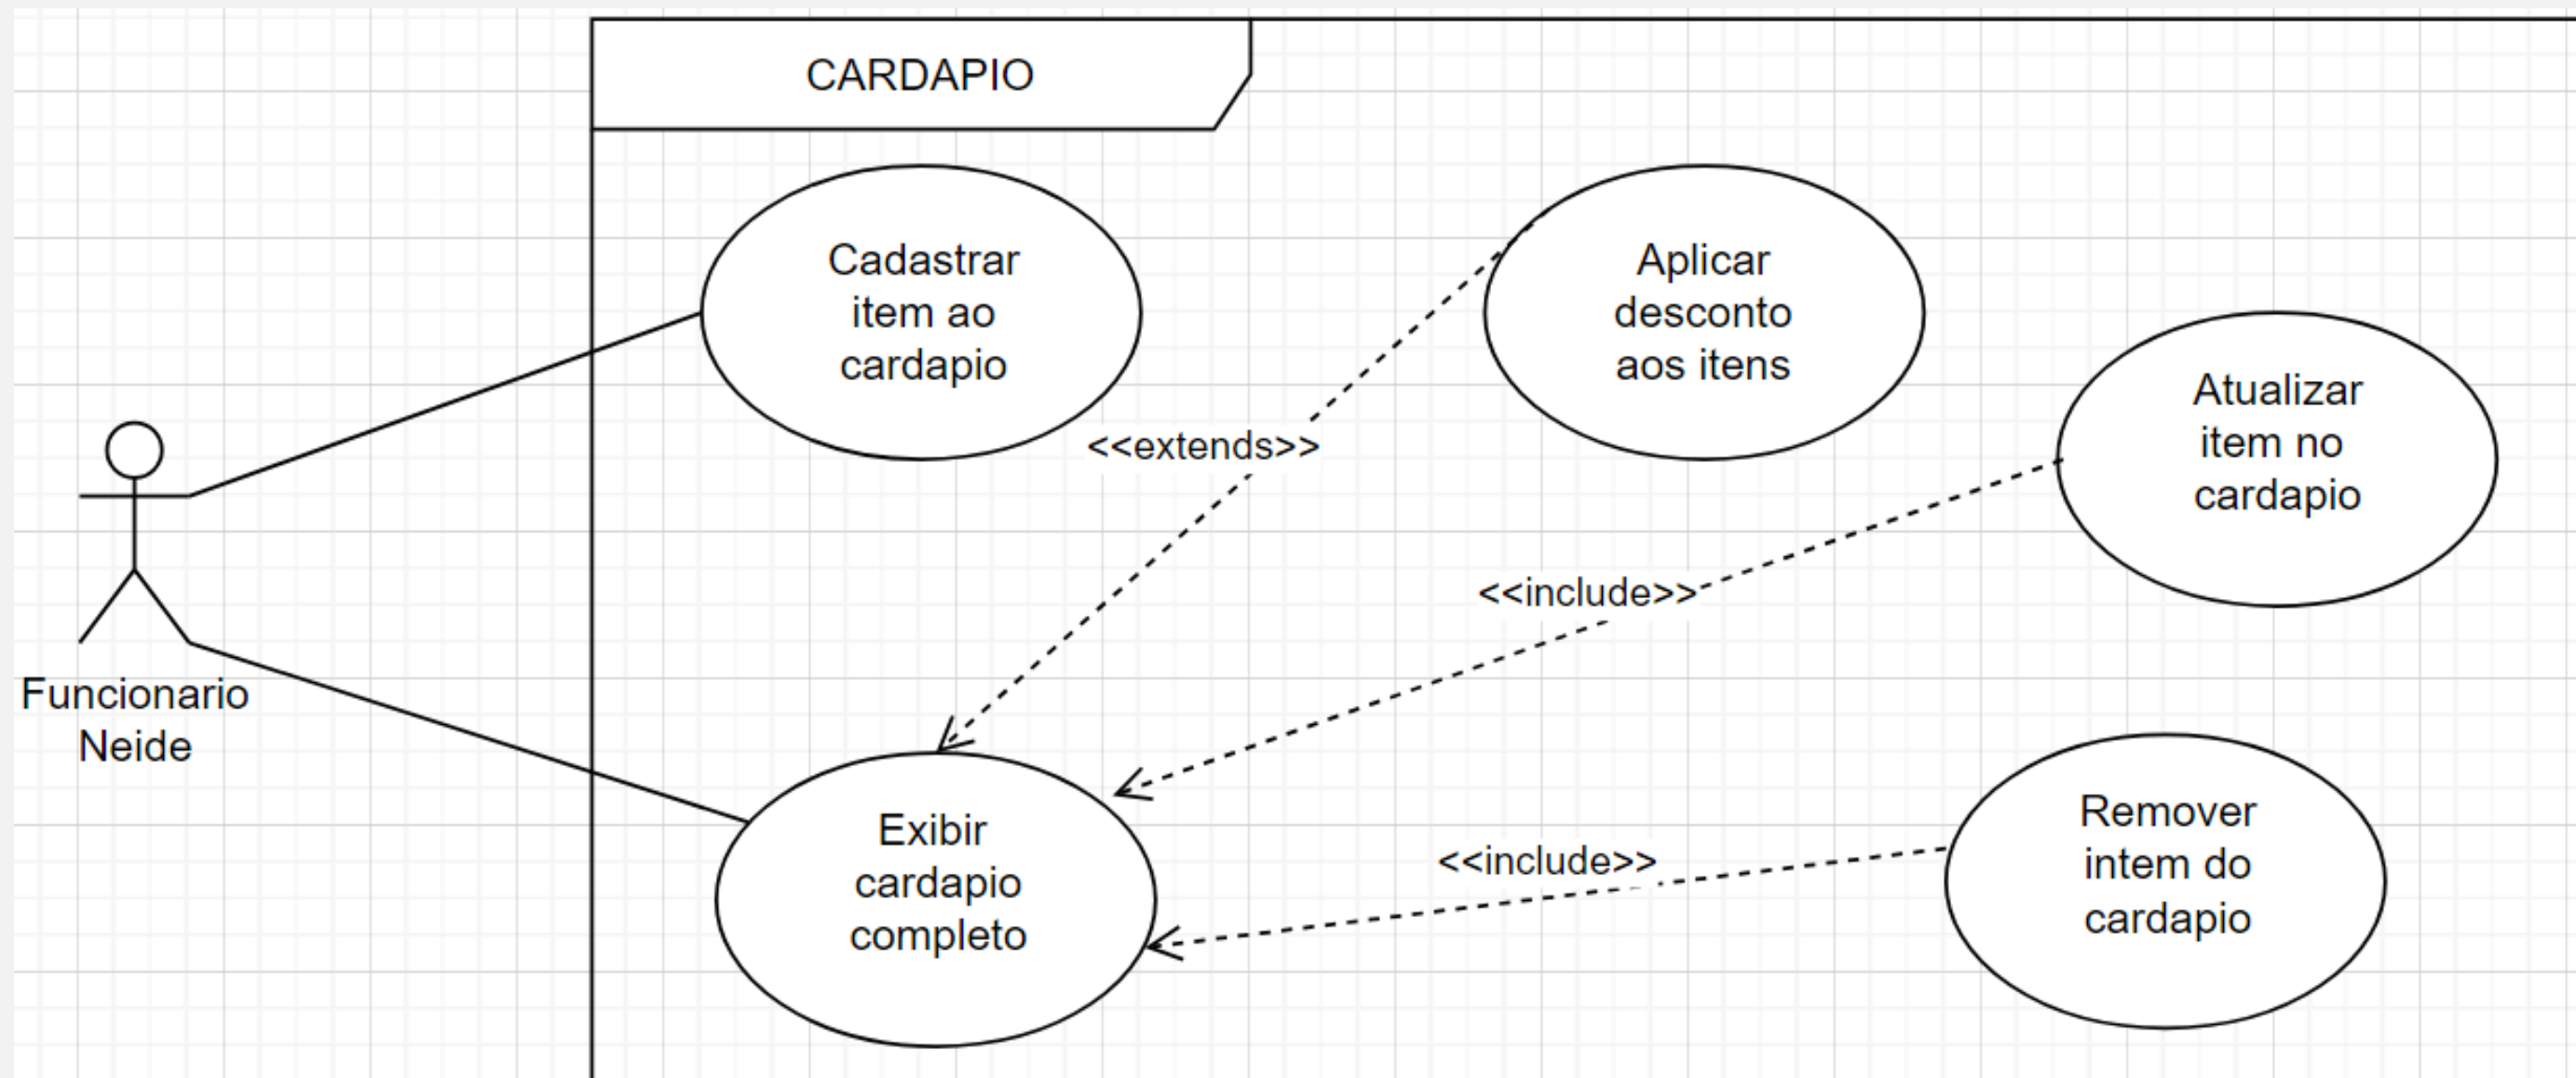 CARDAPIO
Cadastrar
item ao
cardapio
Aplicar
desconto
aos itens
Atualizar
item no
cardapio
<<extends>>
<<include>>
Funcionario
Neide
Exibir
cardapio
completo
<<include>>
Remover
intem do
cardapio